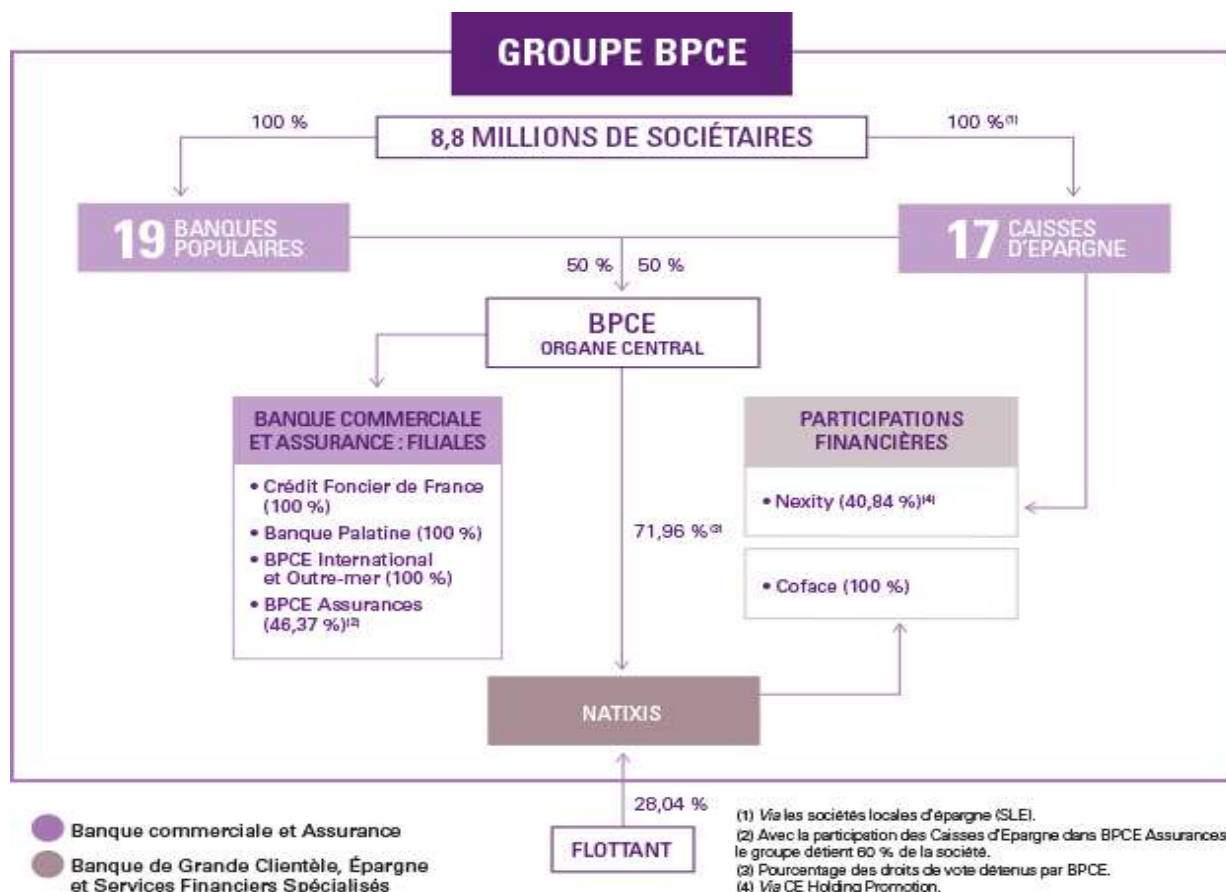 GROUPE BPCE
100 %
8,8 MILLIONS DE SOCIÉTAIRES
100 %(1)
19 BANQUES
POPULAIRES
17 CAISSES
D'EPARGNE
50 % 50 %
BPCE
ORGANE CENTRAL
BANQUE COMMERCIALE
ET ASSURANCE : FILIALES
• Crédit Foncier de France
(100 %)
• Banque Palatine (100 %)
• BPCE International
et Outre-mer (100 %)
• BPCE Assurances
(46,37 %)(2)
PARTICIPATIONS
FINANCIÈRES
• Nexity (40,84 %)(4)
• Coface (100 %)
71,96 %(3)
NATIXIS
28,04 %
FLOTTANT
Banque commerciale et Assurance
Banque de Grande Clientèle, Épargne
et Services Financiers Spécialisés
(1) Via les sociétés locales d'épargne (SLE).
(2) Avec la participation des Caisses d'Epargne dans BPCE Assurances
le groupe détient 60 % de la société.
(3) Pourcentage des droits de vote détenus par BPCE.
(4) Via CE Holding Promotion.